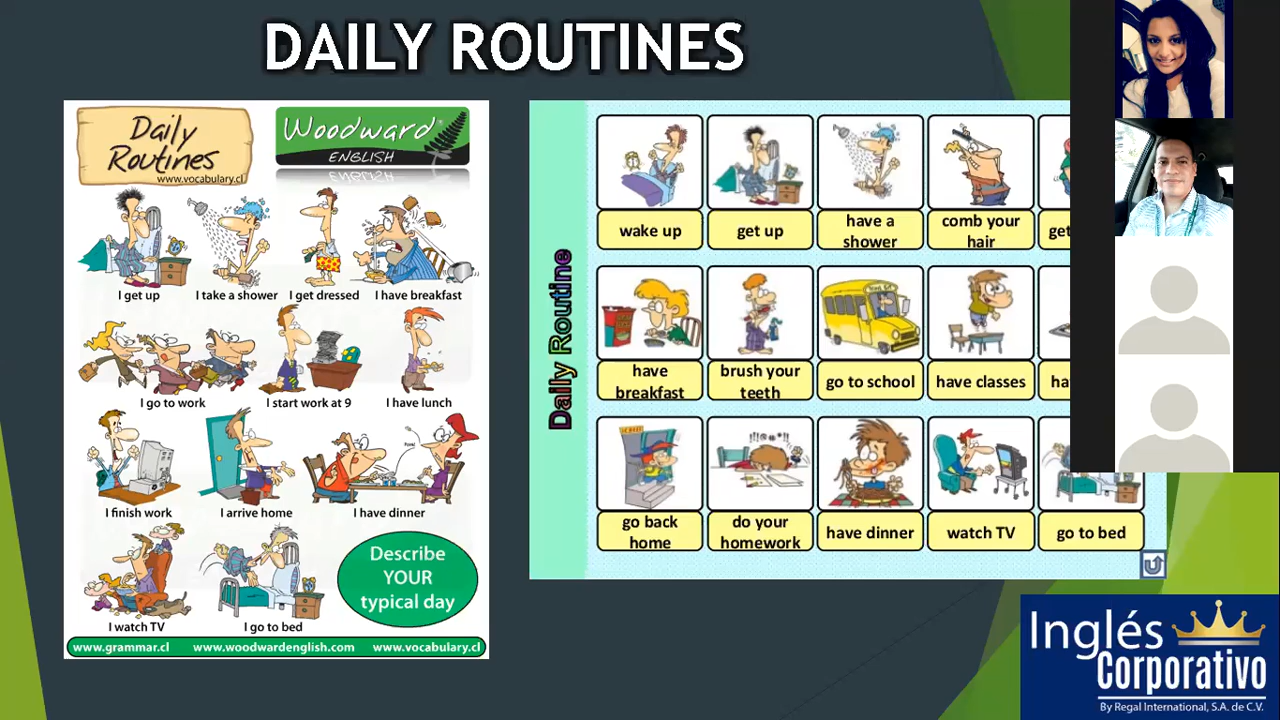 DAILY ROUTINES
Daily
Routines
www.vocabulary.cl
Woodward
ENGLISH
I get up
I take a shower
I get dressed
I have breakfast
I go to work
I start work at 9
I have lunch
I finish work
I arrive home
I have dinner
I watch TV
I go to bed
Describe
YOUR
typical day
www.grammar.cl
www.woodwardenglish.com
www.vocabulary.cl
Daily Routine
wake up
get up
have a
shower
comb your
hair
get
have
breakfast
brush your
teeth
go to school
have classes
ha
go back
home
do your
homework
have dinner
watch TV
go to bed
Inglés
Corporativo
By Regal International, S.A. de C.V.